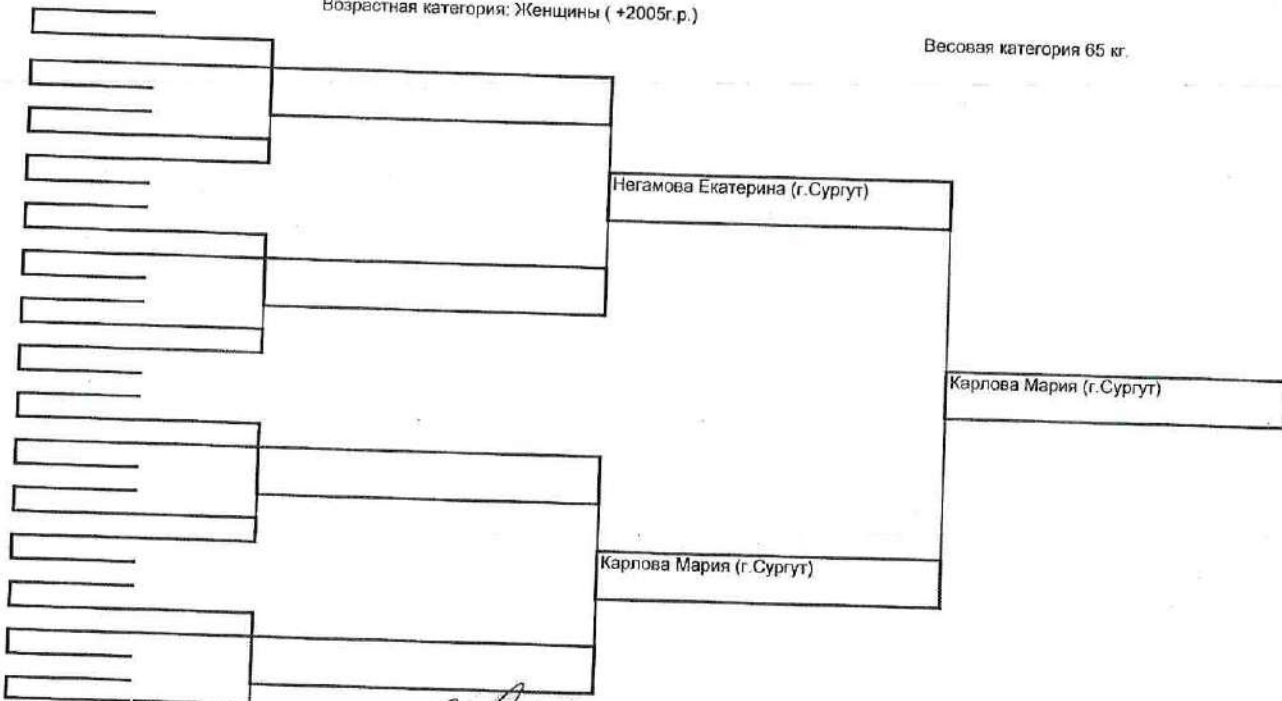 Возрастная категория: Женщины ( +2005г.р.)
Весовая категория 65 кг.
Негамова Екатерина (г.Сургут)
Карлова Мария (г.Сургут)
Карлова Мария (г.Сургут)